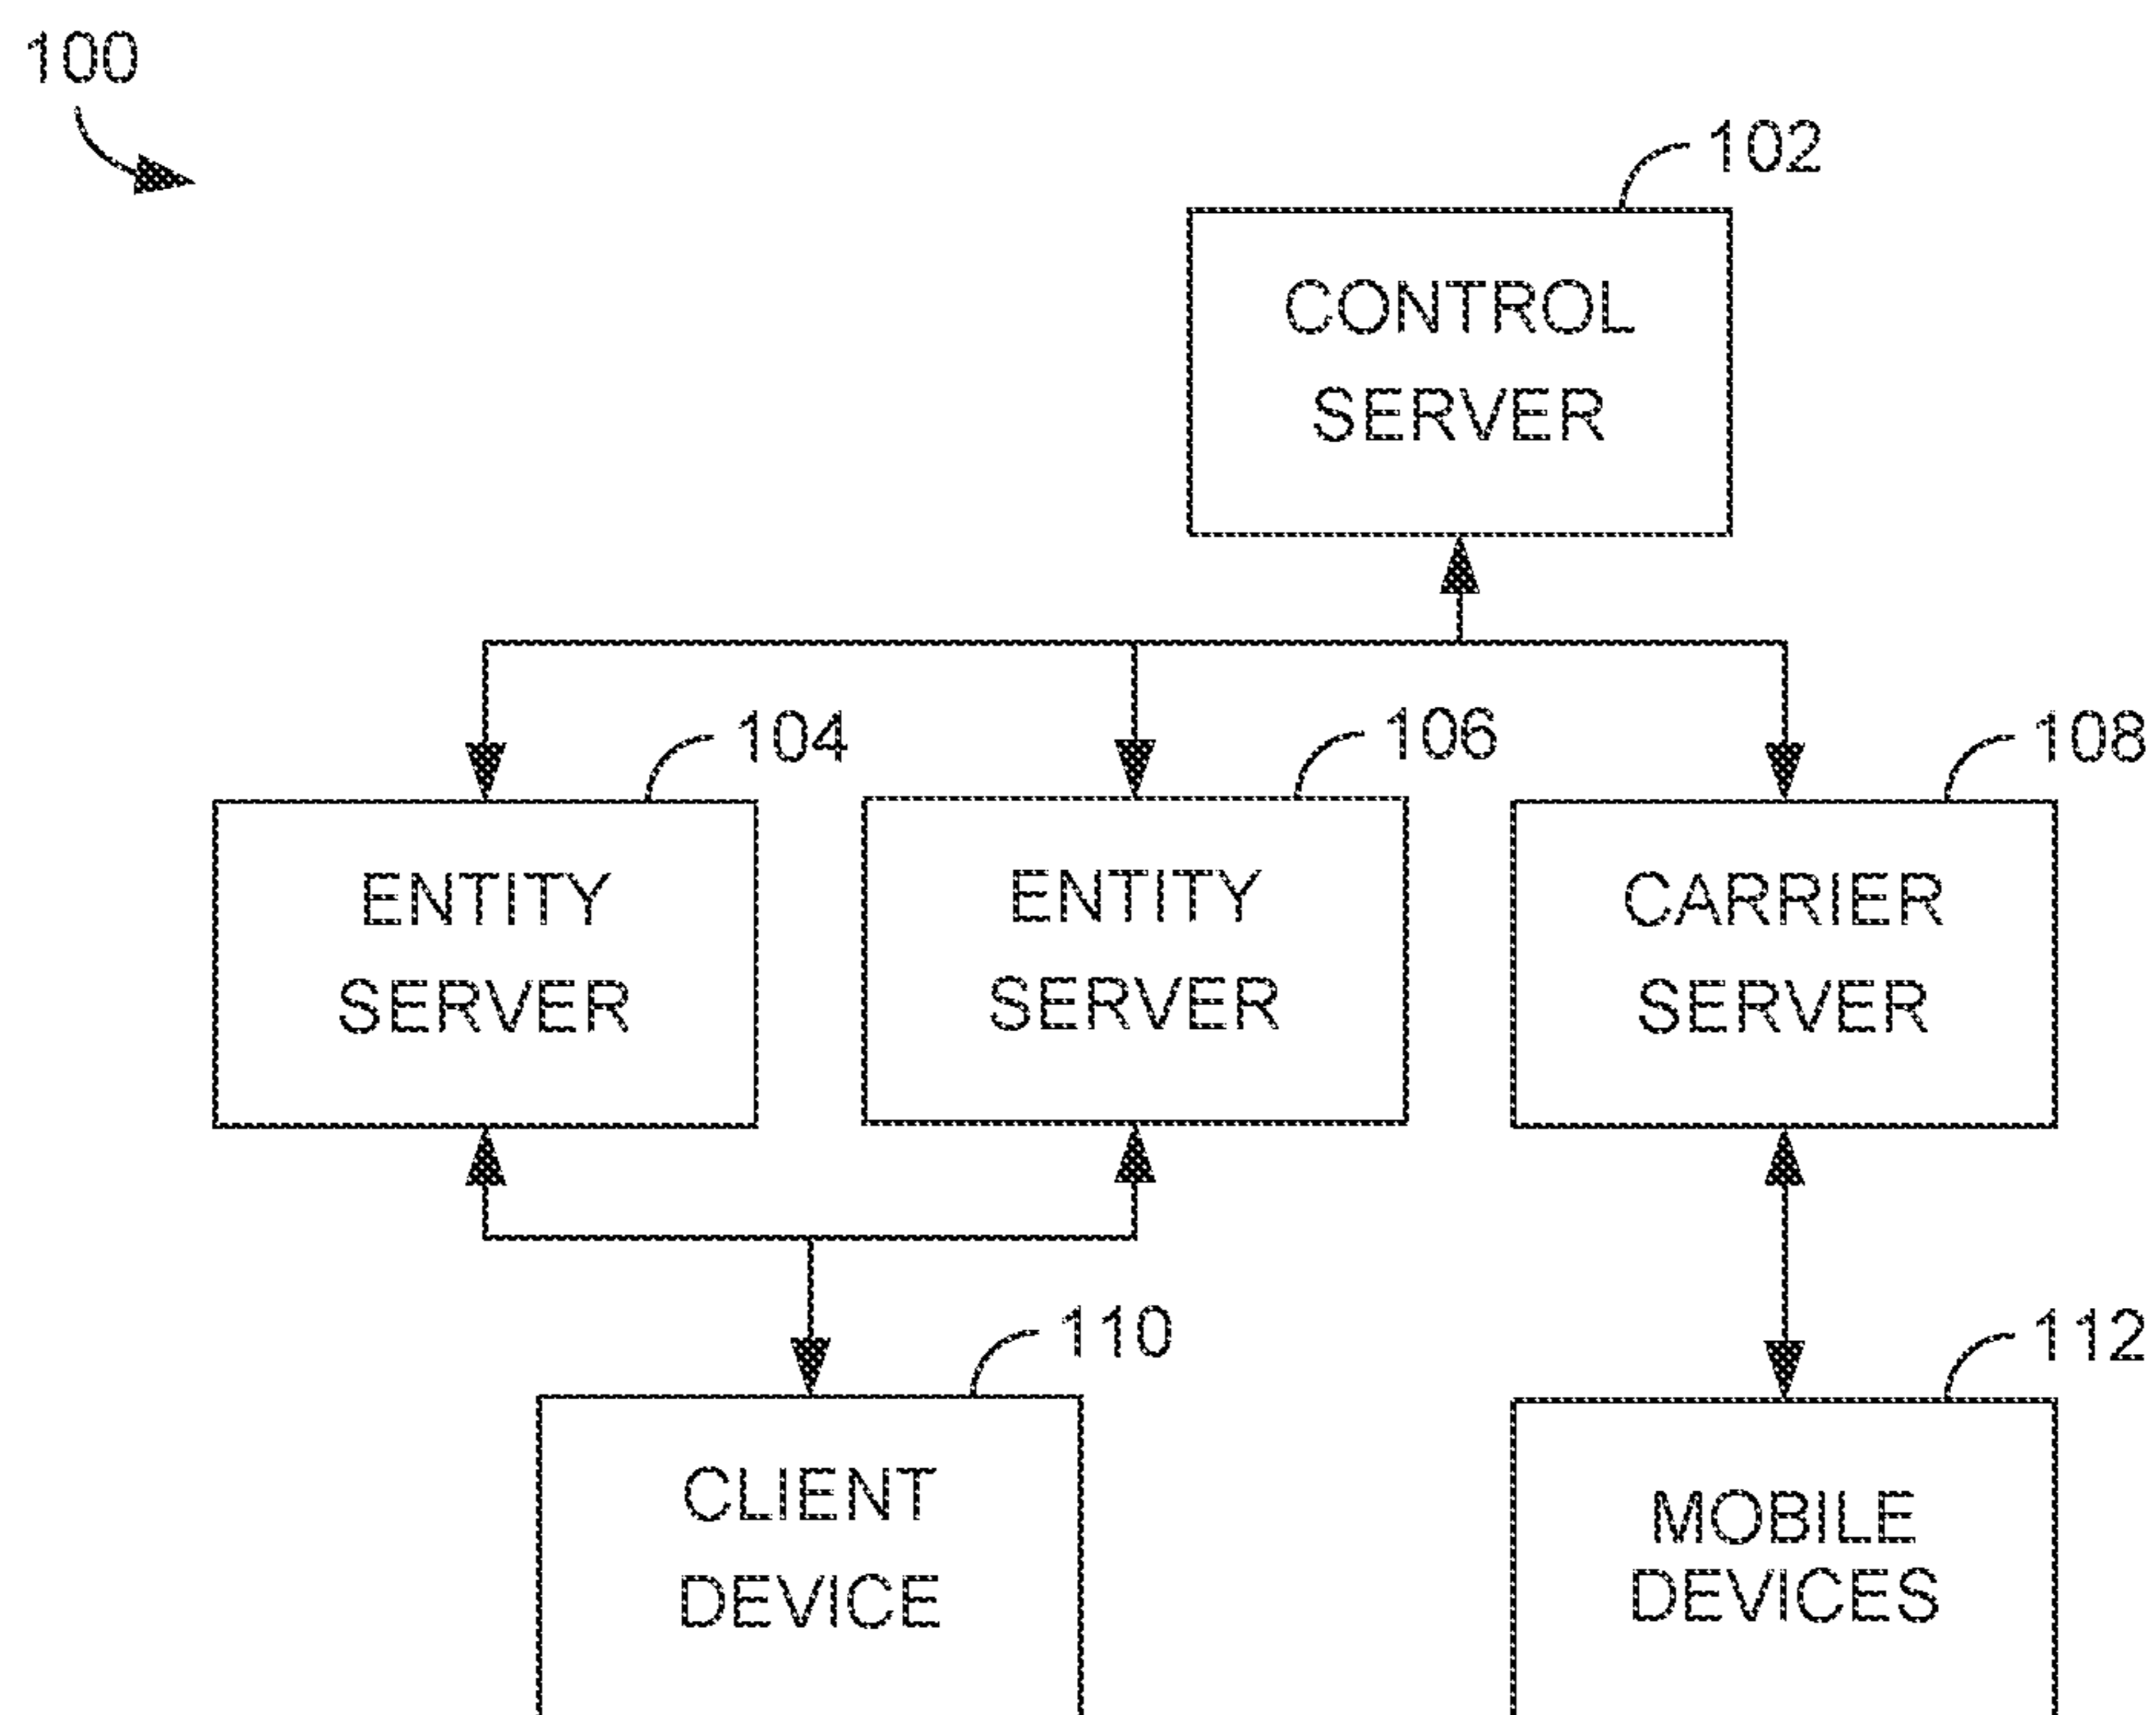 100
102
CONTROL
SERVER
104
106
108
ENTITY
SERVER
ENTITY
SERVER
CARRIER
SERVER
110
112
CLIENT
DEVICE
MOBILE
DEVICES